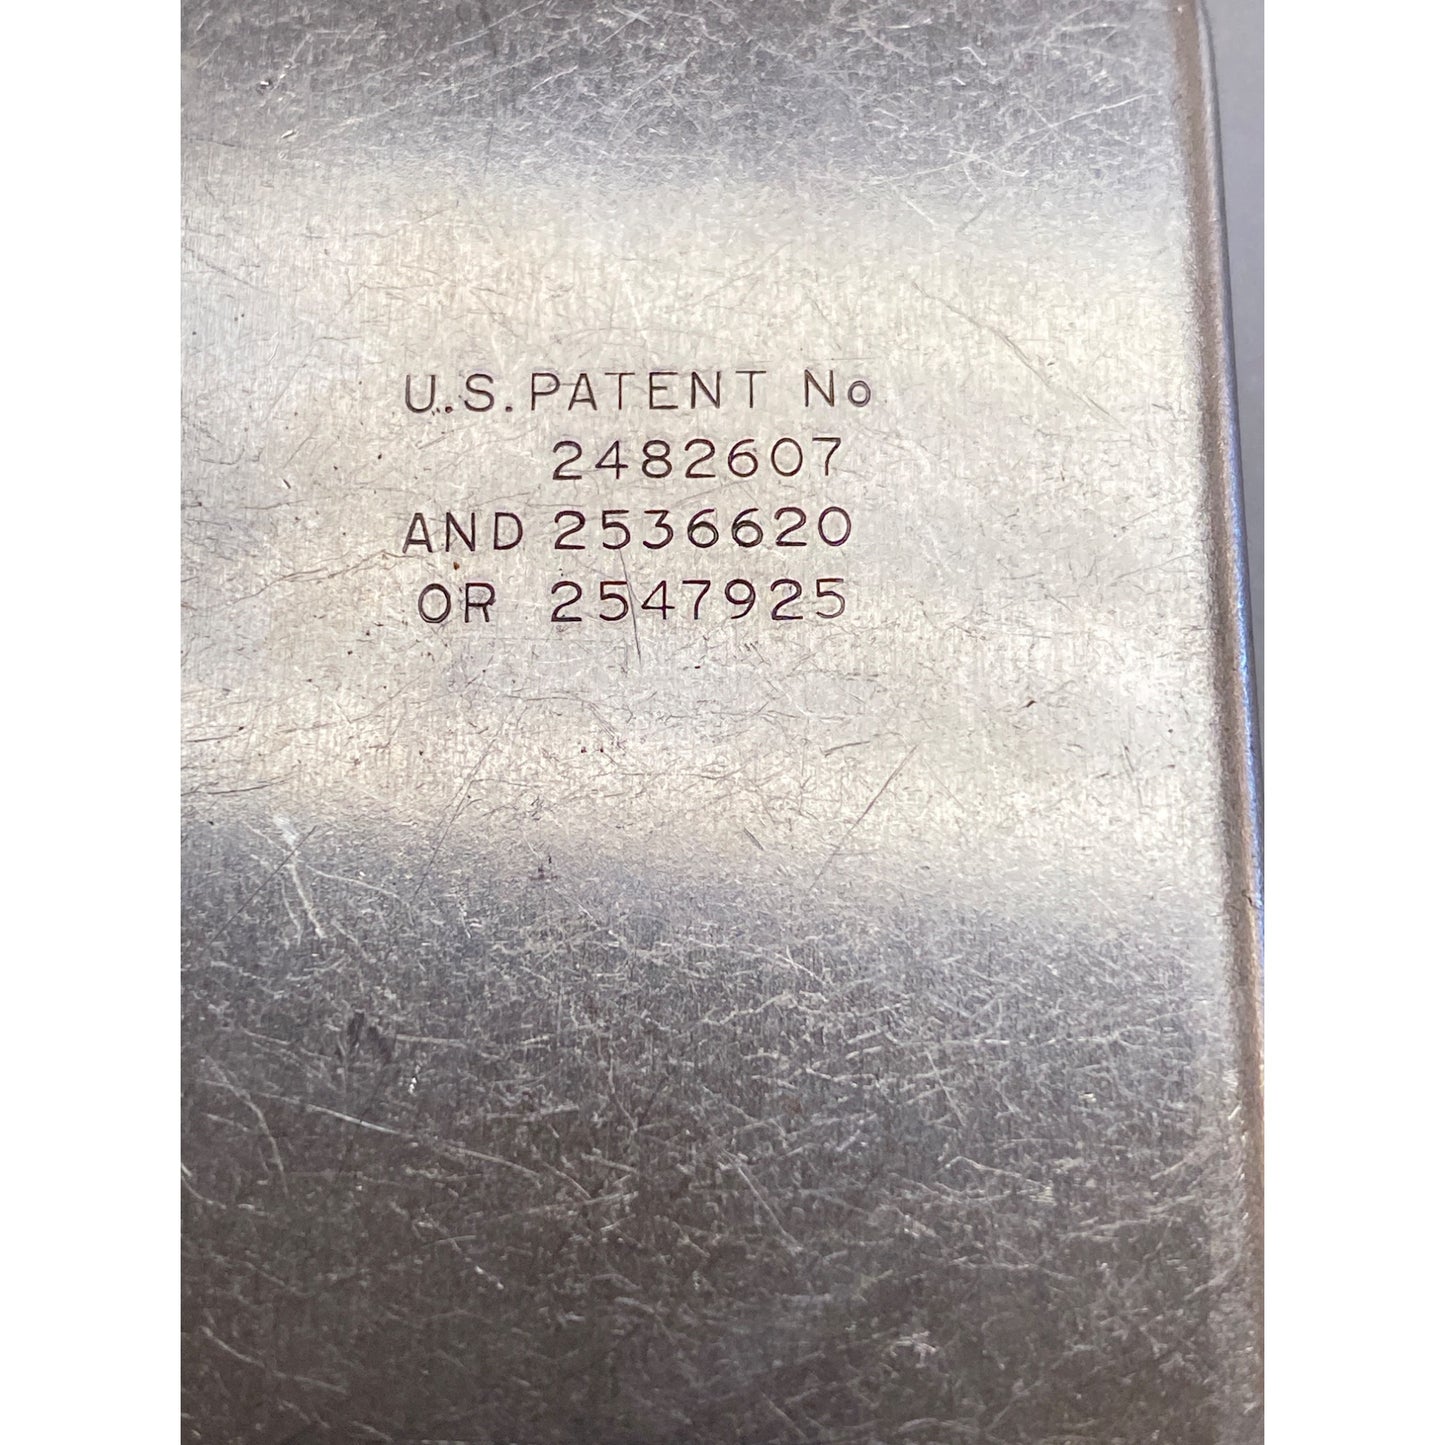 U.S. PATENT No
2482607
AND 2536620
OR 2547925